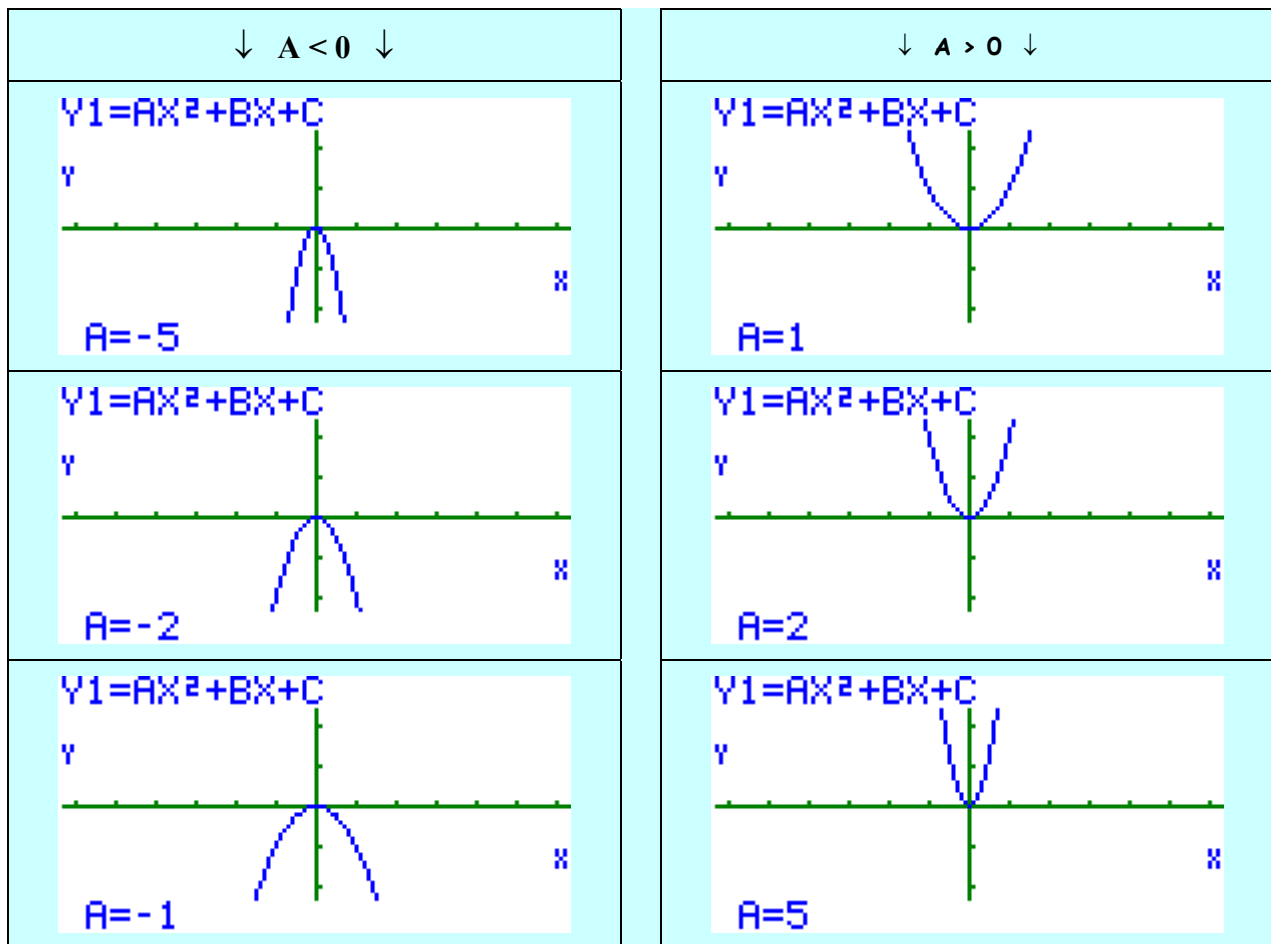 ↓ A < 0 ↓
↓ A > 0 ↓
Y1=AX²+BX+C
Y
X
A=-5
Y1=AX²+BX+C
Y
X
A=1
Y1=AX²+BX+C
Y
X
A=-2
Y1=AX²+BX+C
Y
X
A=2
Y1=AX²+BX+C
Y
X
A=-1
Y1=AX²+BX+C
Y
X
A=5